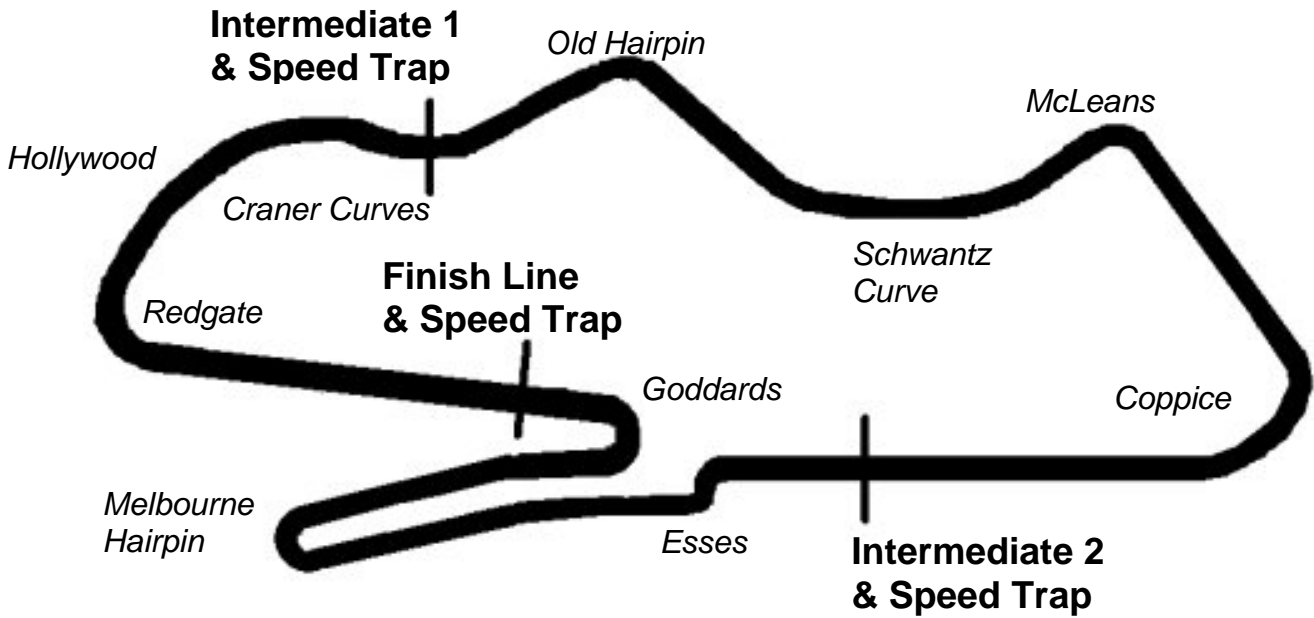 Intermediate 1
& Speed Trap
Old Hairpin
McLeans
Hollywood
Craner Curves
Schwantz
Curve
Finish Line
& Speed Trap
Redgate
Goddards
Coppice
Melbourne
Hairpin
Esses
Intermediate 2
& Speed Trap